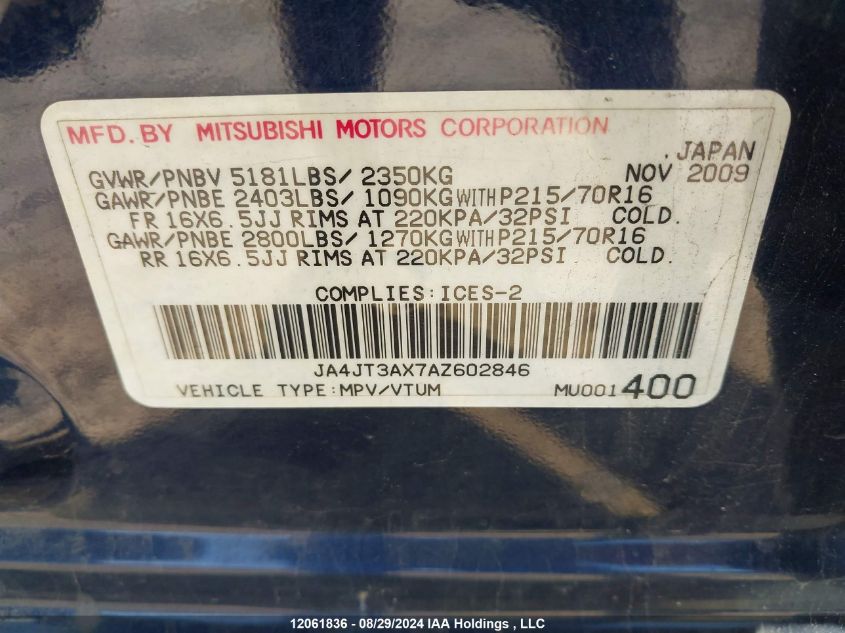 MFD. BY MITSUBISHI MOTORS CORPORATION
. JAPAN
GVWR/PNBV 5181LBS/ 2350KG NOV 2009
GAWR/PNBE 2403LBS/ 1090KG WITH P215/70R16
FR 16X6.5JJ RIMS AT 220KPA/32PSI COLD.
GAWR/PNBE 2800LBS/ 1270KG WITH P215/70R16
RR 16X6.5JJ RIMS AT 220KPA/32PSI COLD.
COMPLIES:ICES-2
JA4JT3AX7AZ602846
VEHICLE TYPE:MPV/VTUM MU001400
12061836 - 08/29/2024 IAA Holdings , LLC